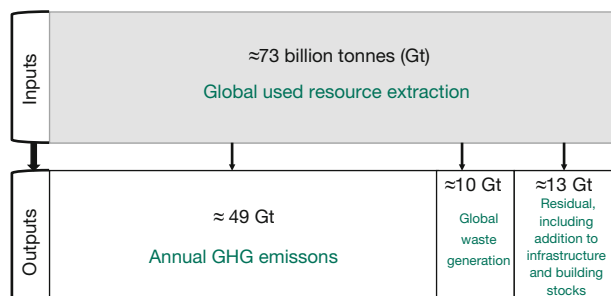 Inputs
≈73 billion tonnes (Gt)
Global used resource extraction
Outputs
≈ 49 Gt
Annual GHG emissons
≈10 Gt
Global
waste
generation
≈13 Gt
Residual,
including
addition to
infrastructure
and building
stocks